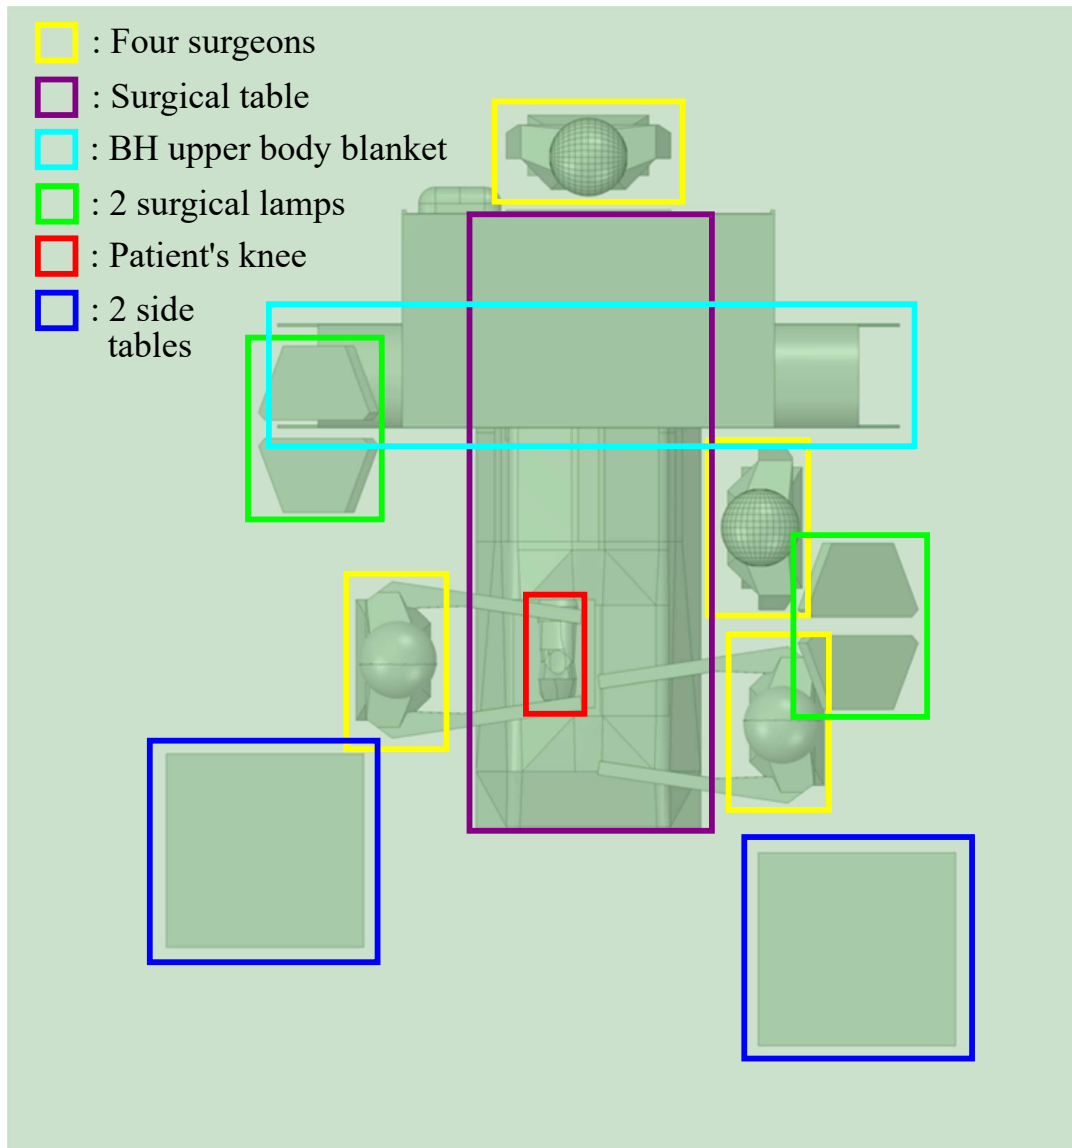 : Four surgeons
: Surgical table
: BH upper body blanket
: 2 surgical lamps
: Patient's knee
: 2 side
tables